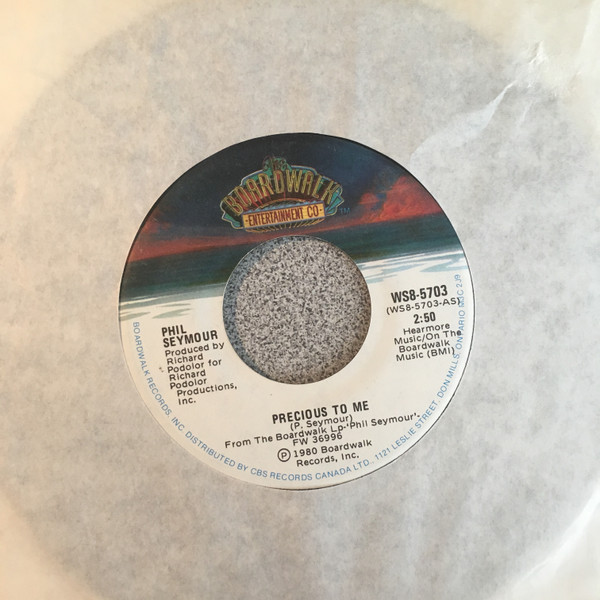 THE
BOARDWALK
ENTERTAINMENT CO
TM
WS8-5703
(WS8-5703-AS)
2:50
Hearmore
Music/On The
Boardwalk
Music (BMI)
PHIL
SEYMOUR
Produced by
Richard
Podolor for
Richard
Podolor
Productions,
Inc.
PRECIOUS TO ME
(P. Seymour)
From The Boardwalk Lp-'Phil Seymour'-
FW 36996
Ⓟ 1980 Boardwalk
Records, Inc.
BOARDWALK RECORDS, INC. DISTRIBUTED BY CBS RECORDS CANADA LTD., 1121 LESLIE STREET, DON MILLS, ONTARIO M3C 2J9